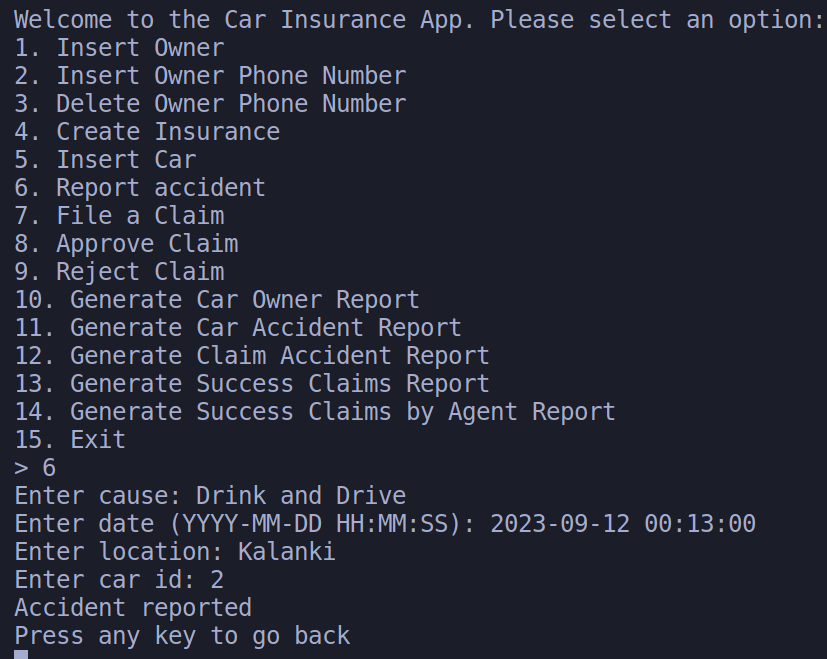 Welcome to the Car Insurance App. Please select an option:
1. Insert Owner
2. Insert Owner Phone Number
3. Delete Owner Phone Number
4. Create Insurance
5. Insert Car
6. Report accident
7. File a Claim
8. Approve Claim
9. Reject Claim
10. Generate Car Owner Report
11. Generate Car Accident Report
12. Generate Claim Accident Report
13. Generate Success Claims Report
14. Generate Success Claims by Agent Report
15. Exit
> 6
Enter cause: Drink and Drive
Enter date (YYYY-MM-DD HH:MM:SS): 2023-09-12 00:13:00
Enter location: Kalanki
Enter car id: 2
Accident reported
Press any key to go back